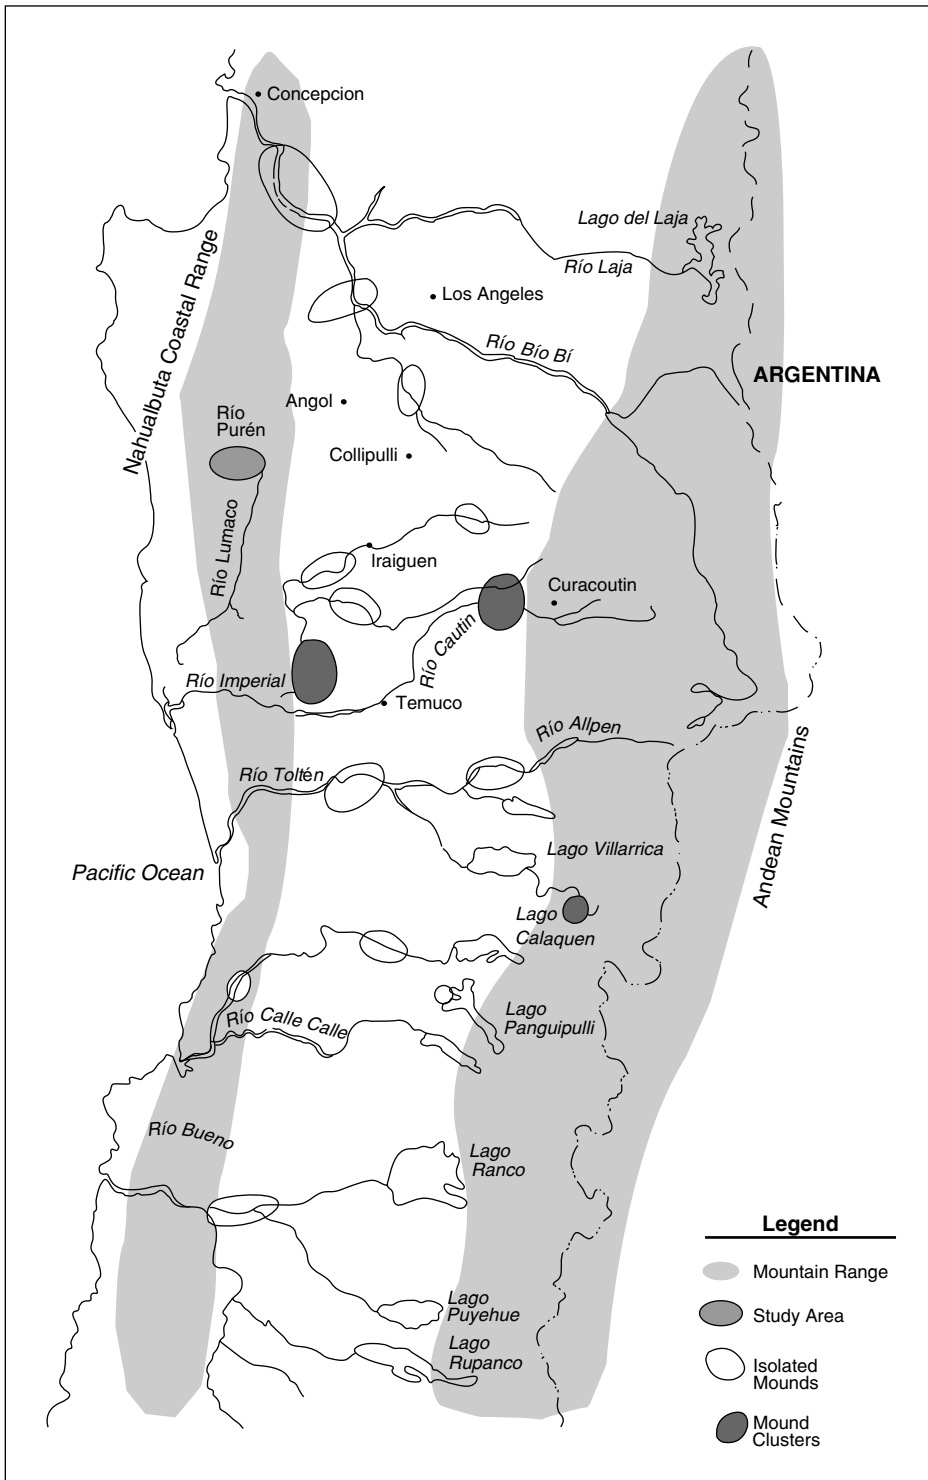 Concepcion
Lago del Laja
Río Laja
Nahualbuta Coastal Range
Los Angeles
Río Bío Bí
ARGENTINA
Angol
Río
Purén
Collipulli
Río Lumaco
Iraiguen
Curacoutin
Río Cautin
Río Imperial
Temuco
Río Allpen
Río Toltén
Andean Mountains
Lago Villarrica
Pacific Ocean
Lago
Calaquen
Lago
Panguipulli
Río Calle Calle
Río Bueno
Lago
Ranco
Lago
Puyehue
Lago
Rupanco
Legend
Mountain Range
Study Area
Isolated
Mounds
Mound
Clusters